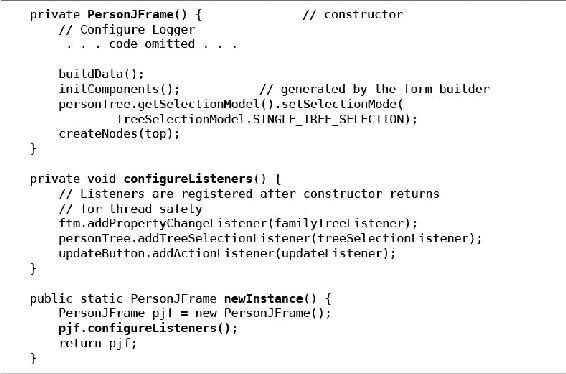 private PersonJFrame() {                // constructor
    // Configure Logger
     . . . code omitted . . .
    buildData();
    initComponents();           // generated by the form builder
    personTree.getSelectionModel().setSelectionMode(
            TreeSelectionModel.SINGLE_TREE_SELECTION);
    createNodes(top);
}
private void configureListeners() {
    // Listeners are registered after constructor returns
    // for thread safety
    ftm.addPropertyChangeListener(familyTreeListener);
    personTree.addTreeSelectionListener(treeSelectionListener);
    updateButton.addActionListener(updateListener);
}
public static PersonJFrame newInstance() {
    PersonJFrame pjf = new PersonJFrame();
    pjf.configureListeners();
    return pjf;
}